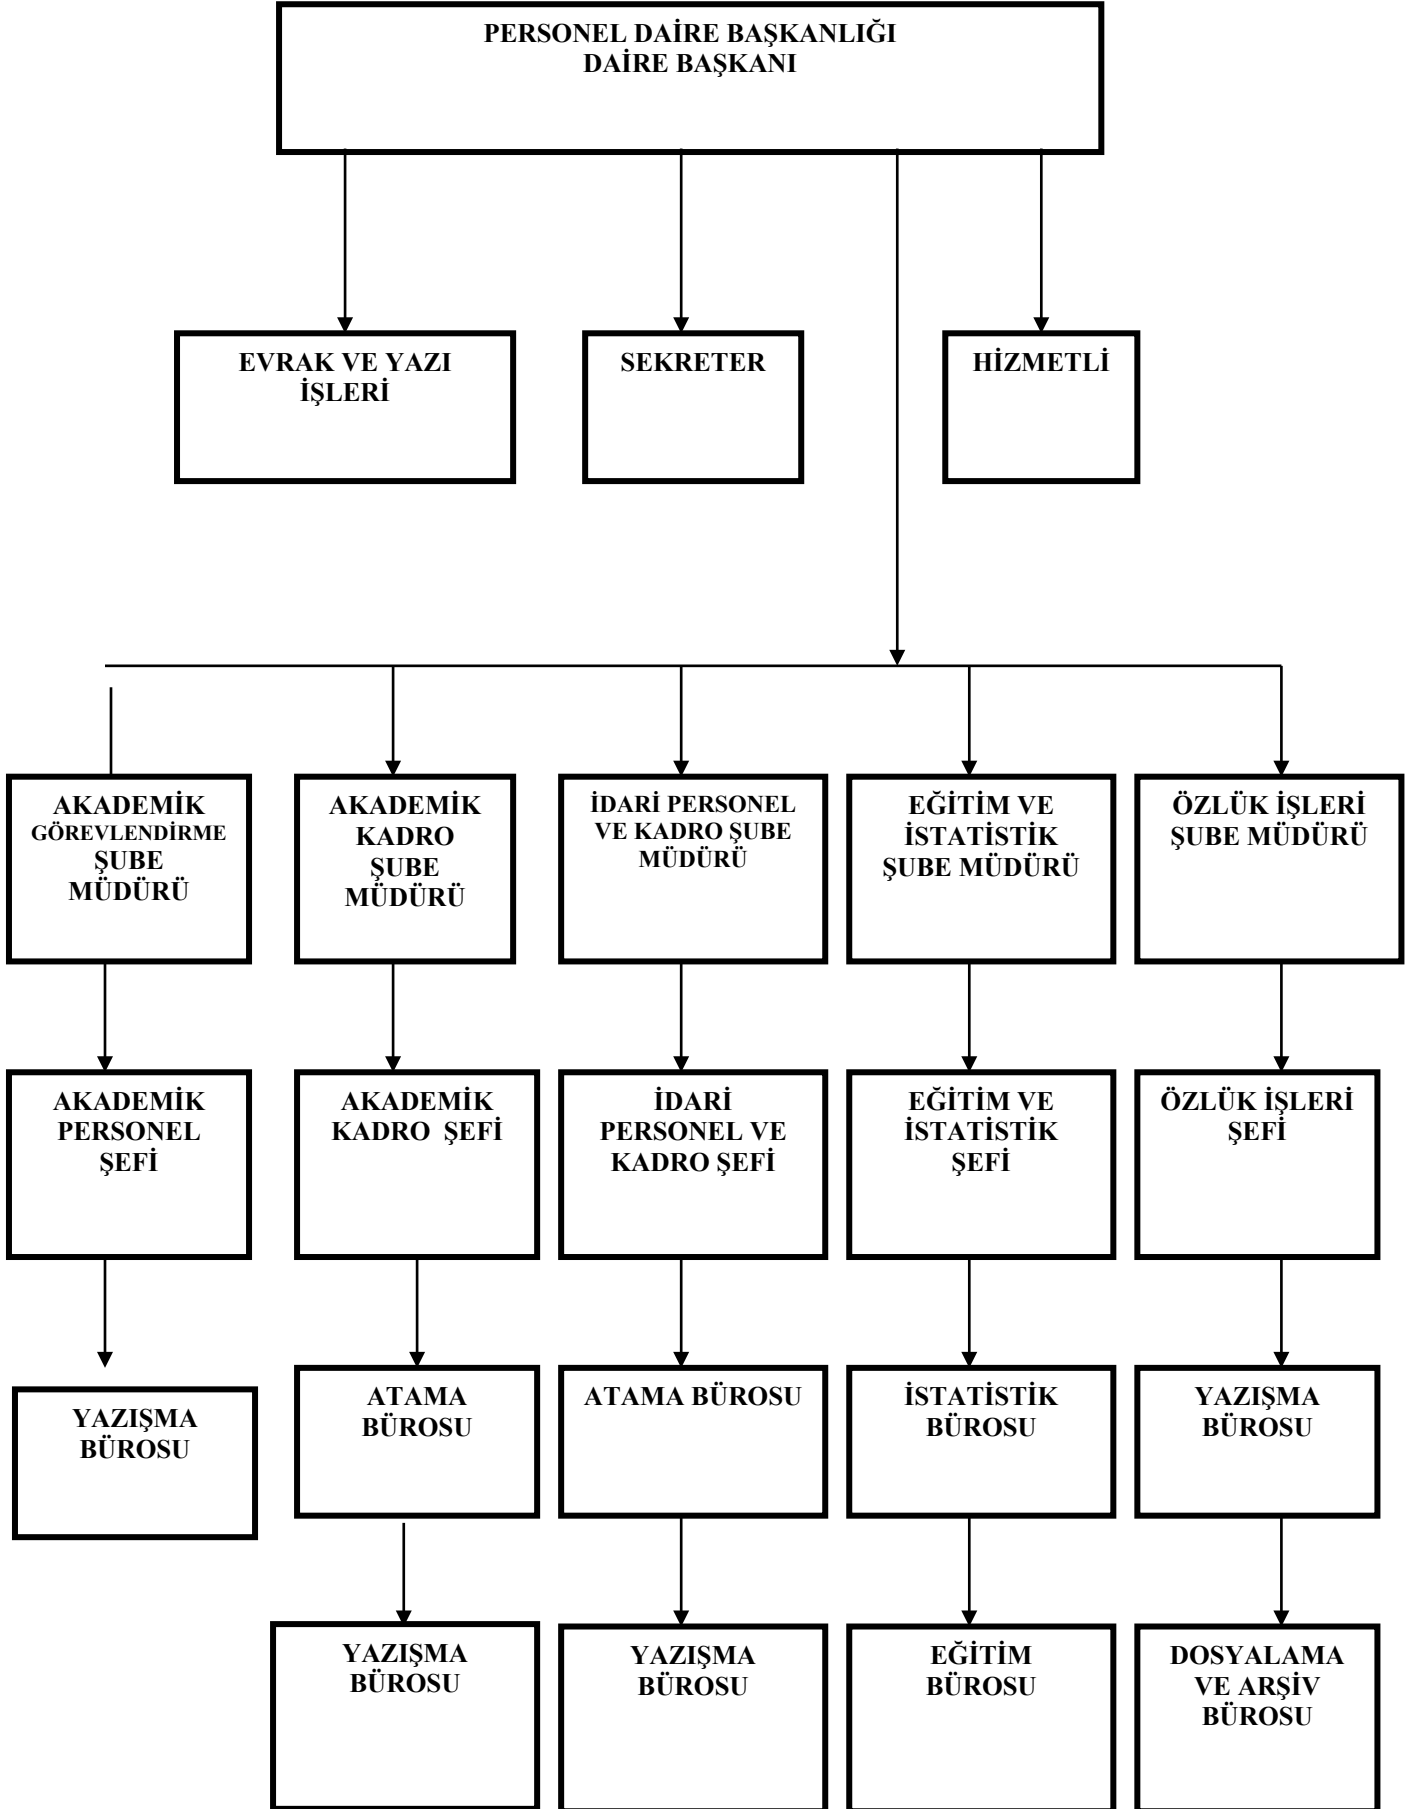 PERSONEL DAİRE BAŞKANLIĞI
DAİRE BAŞKANI
EVRAK VE YAZI
İŞLERİ
SEKRETER
HİZMETLİ
AKADEMİK
GÖREVLENDİRME
ŞUBE
MÜDÜRÜ
AKADEMİK
KADRO
ŞUBE
MÜDÜRÜ
İDARİ PERSONEL
VE KADRO ŞUBE
MÜDÜRÜ
EĞİTİM VE
İSTATİSTİK
ŞUBE MÜDÜRÜ
ÖZLÜK İŞLERİ
ŞUBE MÜDÜRÜ
AKADEMİK
PERSONEL
ŞEFİ
AKADEMİK
KADRO  ŞEFİ
İDARİ
PERSONEL VE
KADRO ŞEFİ
EĞİTİM VE
İSTATİSTİK
ŞEFİ
ÖZLÜK İŞLERİ
ŞEFİ
YAZIŞMA
BÜROSU
ATAMA
BÜROSU
ATAMA BÜROSU
İSTATİSTİK
BÜROSU
YAZIŞMA
BÜROSU
YAZIŞMA
BÜROSU
YAZIŞMA
BÜROSU
EĞİTİM
BÜROSU
DOSYALAMA
VE ARŞİV
BÜROSU